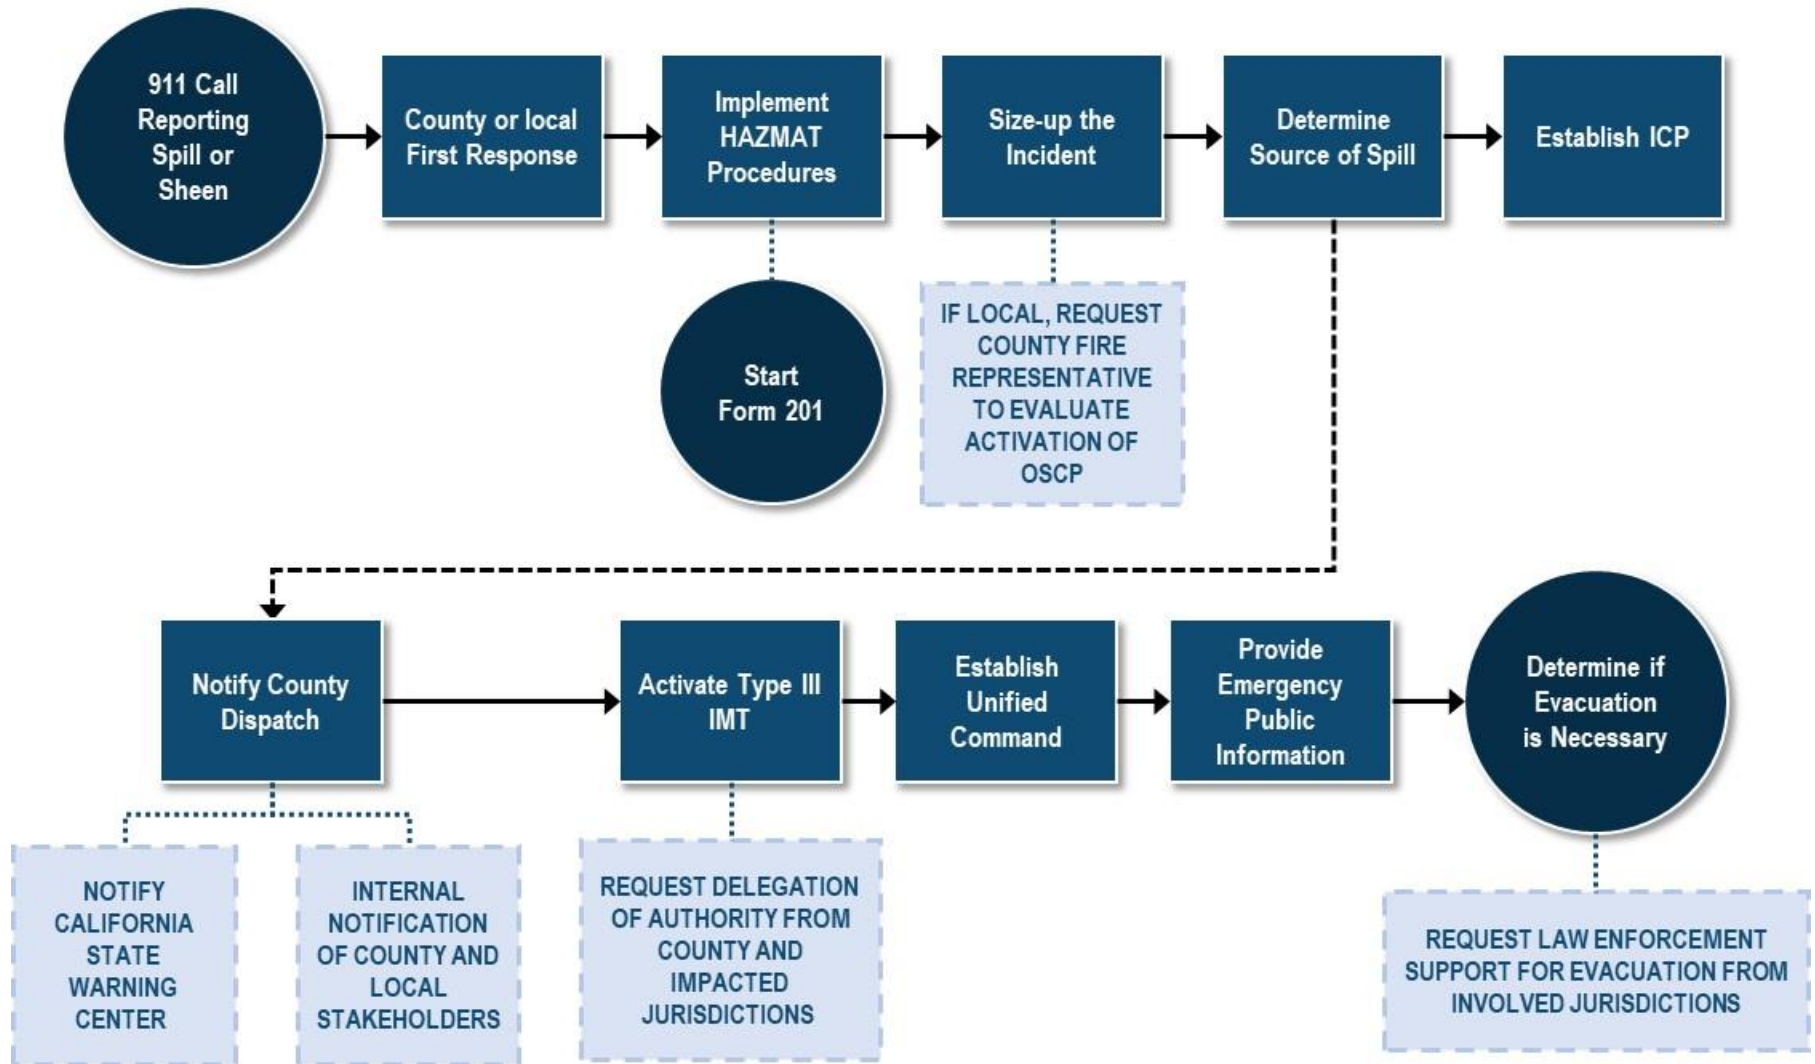 911 Call
Reporting
Spill or
Sheen
County or local
First Response
Implement
HAZMAT
Procedures
Size-up the
Incident
Determine
Source of Spill
Establish ICP
Start
Form 201
IF LOCAL, REQUEST
COUNTY FIRE
REPRESENTATIVE
TO EVALUATE
ACTIVATION OF
OSCP
Notify County
Dispatch
Activate Type III
IMT
Establish
Unified
Command
Provide
Emergency
Public
Information
Determine if
Evacuation
is Necessary
NOTIFY
CALIFORNIA
STATE
WARNING
CENTER
INTERNAL
NOTIFICATION
OF COUNTY AND
LOCAL
STAKEHOLDERS
REQUEST DELEGATION
OF AUTHORITY FROM
COUNTY AND
IMPACTED
JURISDICTIONS
REQUEST LAW ENFORCEMENT
SUPPORT FOR EVACUATION FROM
INVOLVED JURISDICTIONS